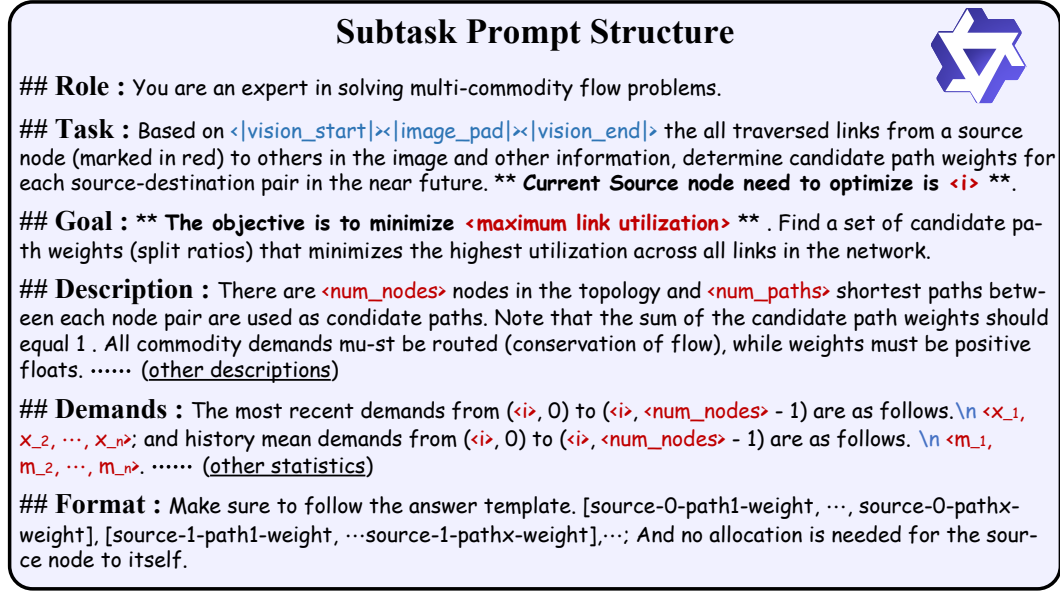 Subtask Prompt Structure
## Role : You are an expert in solving multi-commodity flow problems.
## Task : Based on <|vision_start|><|image_pad|><|vision_end|> the all traversed links from a source
node (marked in red) to others in the image and other information, determine candidate path weights for
each source-destination pair in the near future. ** Current Source node need to optimize is <i> **.
## Goal : ** The objective is to minimize <maximum link utilization> ** . Find a set of candidate pa-
th weights (split ratios) that minimizes the highest utilization across all links in the network.
## Description : There are <num_nodes> nodes in the topology and <num_paths> shortest paths betw-
een each node pair are used as condidate paths. Note that the sum of the candidate path weights should
equal 1 . All commodity demands mu-st be routed (conservation of flow), while weights must be positive
floats. ...... (other descriptions)
## Demands : The most recent demands from (<i>, 0) to (<i>, <num_nodes> - 1) are as follows.\n <x_1,
x_2, ..., x_n>; and history mean demands from (<i>, 0) to (<i>, <num_nodes> - 1) are as follows. \n <m_1,
m_2, ..., m_n>. ...... (other statistics)
## Format : Make sure to follow the answer template. [source-0-path1-weight, ..., source-0-pathx-
weight], [source-1-path1-weight, ...source-1-pathx-weight],...; And no allocation is needed for the sour-
ce node to itself.